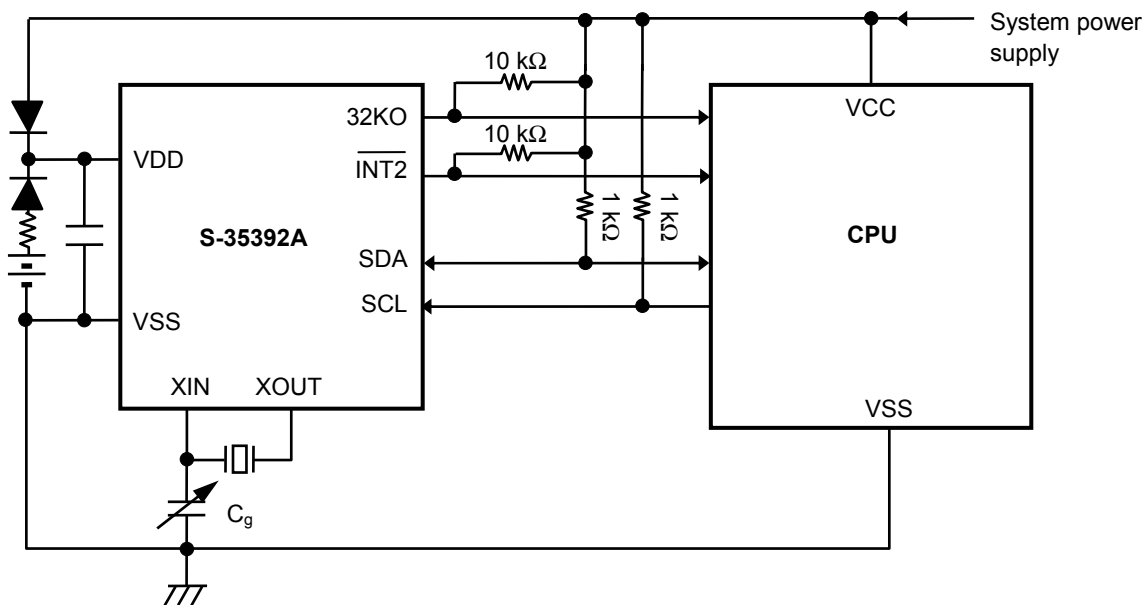 System power
supply
10 kΩ
32KO
VCC
10 kΩ
VDD
INT2
1 kΩ
1 kΩ
S-35392A
CPU
SDA
SCL
VSS
XIN XOUT
VSS
Cg